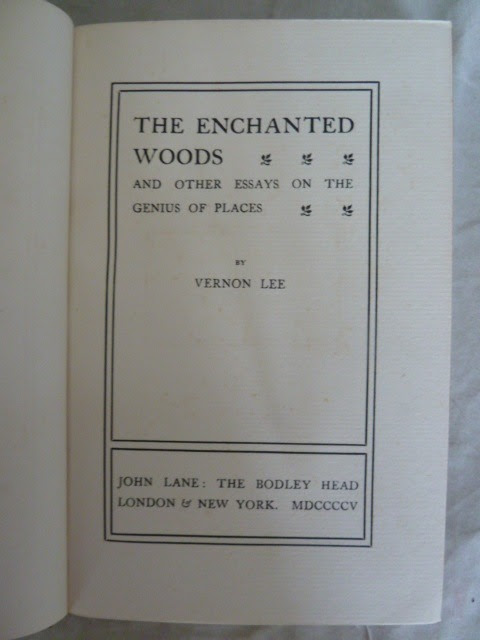 THE ENCHANTED
WOODS
AND OTHER ESSAYS ON THE
GENIUS OF PLACES
BY
VERNON LEE
JOHN LANE: THE BODLEY HEAD
LONDON & NEW YORK. MDCCCCV